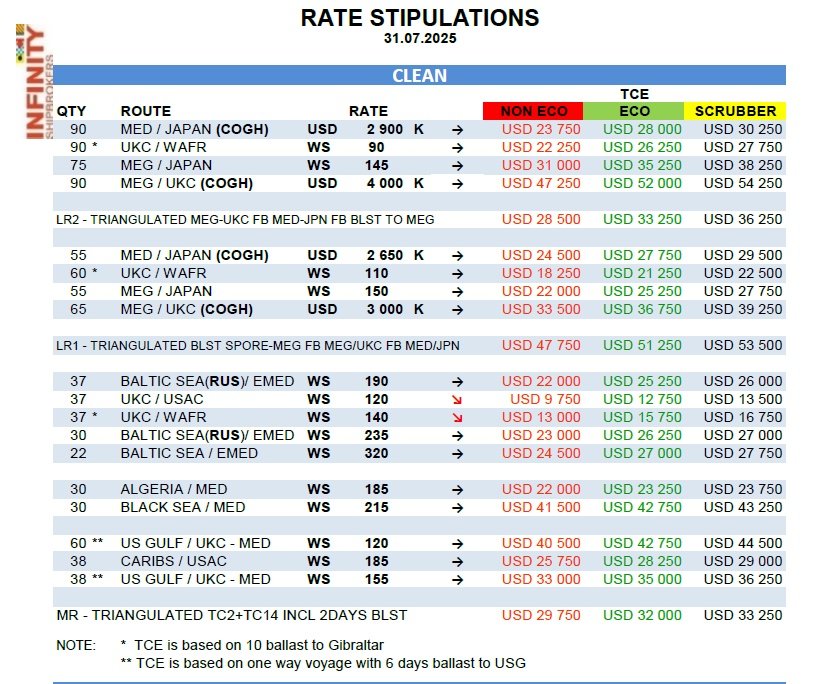 RATE STIPULATIONS
31.07.2025
INFINITY
SHIPBROKERS
CLEAN
TCE
QTY ROUTE RATE NON ECO ECO SCRUBBER
90 MED / JAPAN (COGH) USD 2 900 K → USD 23 750 USD 28 000 USD 30 250
90 * UKC / WAFR WS 90 → USD 22 250 USD 26 250 USD 27 750
75 MEG / JAPAN WS 145 → USD 31 000 USD 35 250 USD 38 250
90 MEG / UKC (COGH) USD 4 000 K → USD 47 250 USD 52 000 USD 54 250
LR2 - TRIANGULATED MEG-UKC FB MED-JPN FB BLST TO MEG USD 28 500 USD 33 250 USD 36 250
55 MED / JAPAN (COGH) USD 2 650 K → USD 24 500 USD 27 750 USD 29 500
60 * UKC / WAFR WS 110 → USD 18 250 USD 21 250 USD 22 500
55 MEG / JAPAN WS 150 → USD 22 000 USD 25 250 USD 27 750
65 MEG / UKC (COGH) USD 3 000 K → USD 33 500 USD 36 750 USD 39 250
LR1 - TRIANGULATED BLST SPORE-MEG FB MEG/UKC FB MED/JPN USD 47 750 USD 51 250 USD 53 500
37 BALTIC SEA(RUS)/ EMED WS 190 → USD 22 000 USD 25 250 USD 26 000
37 UKC / USAC WS 120 ↘ USD 9 750 USD 12 750 USD 13 500
37 * UKC / WAFR WS 140 ↘ USD 13 000 USD 15 750 USD 16 750
30 BALTIC SEA(RUS)/ EMED WS 235 → USD 23 000 USD 26 250 USD 27 000
22 BALTIC SEA / EMED WS 320 → USD 24 500 USD 27 000 USD 27 750
30 ALGERIA / MED WS 185 → USD 22 000 USD 23 250 USD 23 750
30 BLACK SEA / MED WS 215 → USD 41 500 USD 42 750 USD 43 250
60 ** US GULF / UKC - MED WS 120 → USD 40 500 USD 42 750 USD 44 500
38 CARIBS / USAC WS 185 → USD 25 750 USD 28 250 USD 29 000
38 ** US GULF / UKC - MED WS 155 → USD 33 000 USD 35 000 USD 36 250
MR - TRIANGULATED TC2+TC14 INCL 2DAYS BLST USD 29 750 USD 32 000 USD 33 250
NOTE: * TCE is based on 10 ballast to Gibraltar
** TCE is based on one way voyage with 6 days ballast to USG